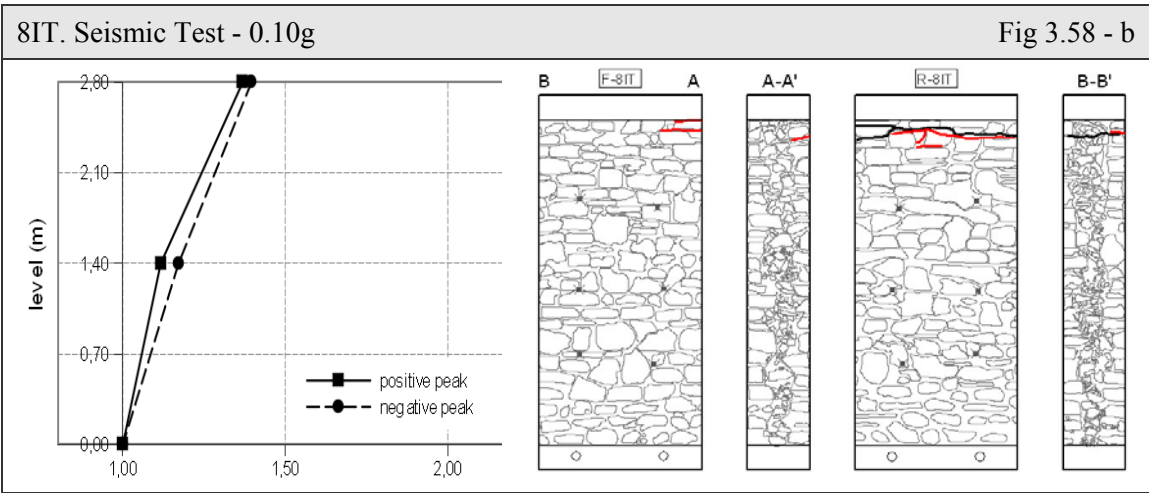 8IT. Seismic Test - 0.10g Fig 3.58 - b
2,80
2,10
1,40
0,70
0,00
level (m)
1,00 1,50 2,00
positive peak
negative peak
B F-8IT A A-A' R-8IT B-B'